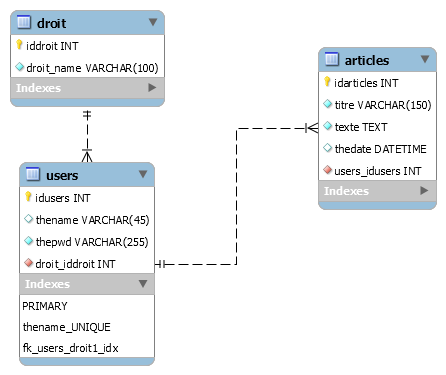 droit
iddroit INT
droit_name VARCHAR(100)
Indexes
articles
idarticles INT
titre VARCHAR(150)
texte TEXT
thedate DATETIME
users_idusers INT
Indexes
users
idusers INT
thename VARCHAR(45)
thepwd VARCHAR(255)
droit_iddroit INT
Indexes
PRIMARY
thename_UNIQUE
fk_users_droit1_idx